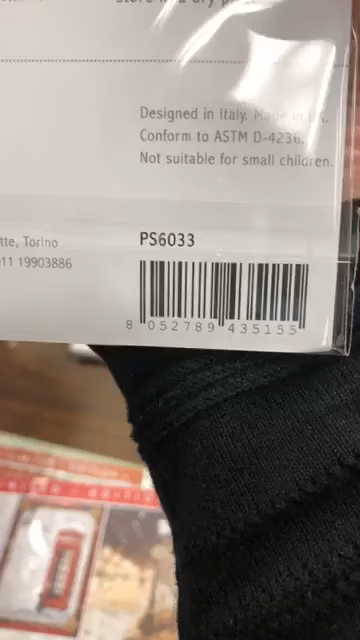 Designed in Italy. Made in
Conform to ASTM D-4236.
Not suitable for small children.
tte, Torino
PS6033
011 19903886
8 052789 435155